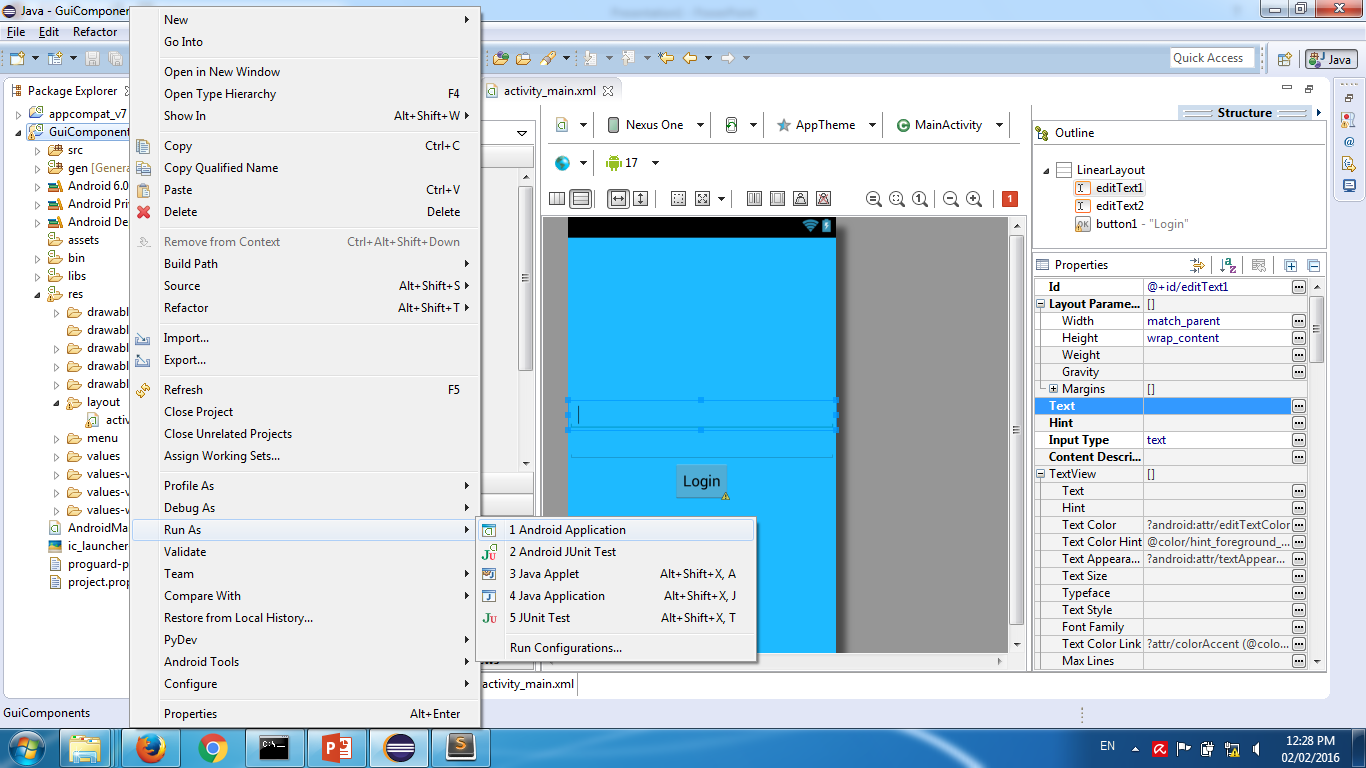 Java - GuiComponen
File Edit Refactor
Quick Access
Java
Package Explorer
appcompat_v7
GuiComponent
src
gen [Genera
Android 6.0
Android Pri
Android De
assets
bin
libs
res
drawabl
drawabl
drawabl
drawabl
drawabl
layout
activ
menu
values
values-v
values-v
values-v
AndroidMa
ic_launcher
proguard-p
project.prop
GuiComponents
New
Go Into
Open in New Window
Open Type Hierarchy F4
Show In Alt+Shift+W
Copy Ctrl+C
Copy Qualified Name
Paste Ctrl+V
Delete Delete
Remove from Context Ctrl+Alt+Shift+Down
Build Path
Source Alt+Shift+S
Refactor Alt+Shift+T
Import...
Export...
Refresh F5
Close Project
Close Unrelated Projects
Assign Working Sets...
Profile As
Debug As
Run As
Validate
Team
Compare With
Restore from Local History...
PyDev
Android Tools
Configure
Properties Alt+Enter
1 Android Application
2 Android JUnit Test
3 Java Applet Alt+Shift+X, A
4 Java Application Alt+Shift+X, J
5 JUnit Test Alt+Shift+X, T
Run Configurations...
activity_main.xml
Nexus One
AppTheme
MainActivity
17
1
Login
activity_main.xml
Structure
Outline
LinearLayout
editText1
editText2
OK button1 - "Login"
Properties
Id @+id/editText1
Layout Parame... []
Width match_parent
Height wrap_content
Weight
Gravity
Margins []
Text
Hint
Input Type text
Content Descri...
TextView []
Text
Hint
Text Color ?android:attr/editTextColor
Text Color Hint @color/hint_foreground_...
Text Appeara... ?android:attr/textAppear...
Text Size
Typeface
Text Style
Font Family
Text Color Link ?attr/colorAccent (@colo...
Max Lines
EN
12:28 PM
02/02/2016